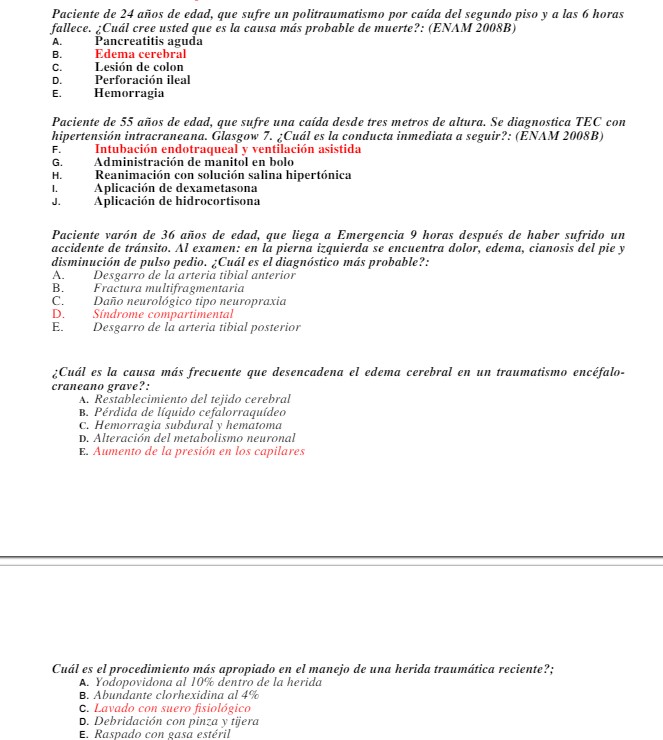 Paciente de 24 años de edad, que sufre un politraumatismo por caída del segundo piso y a las 6 horas
fallece. ¿Cuál cree usted que es la causa más probable de muerte?: (ENAM 2008B)
A. Pancreatitis aguda
B. Edema cerebral
C. Lesión de colon
D. Perforación ileal
E. Hemorragia
Paciente de 55 años de edad, que sufre una caída desde tres metros de altura. Se diagnostica TEC con
hipertensión intracraneana. Glasgow 7. ¿Cuál es la conducta inmediata a seguir?: (ENAM 2008B)
F. Intubación endotraqueal y ventilación asistida
G. Administración de manitol en bolo
H. Reanimación con solución salina hipertónica
I. Aplicación de dexametasona
J. Aplicación de hidrocortisona
Paciente varón de 36 años de edad, que liega a Emergencia 9 horas después de haber sufrido un
accidente de tránsito. Al examen: en la pierna izquierda se encuentra dolor, edema, cianosis del pie y
disminución de pulso pedio. ¿Cuál es el diagnóstico más probable?:
A. Desgarro de la arteria tibial anterior
B. Fractura multifragmentaria
C. Daño neurológico tipo neuropraxia
D. Síndrome compartimental
E. Desgarro de la arteria tibial posterior
¿Cuál es la causa más frecuente que desencadena el edema cerebral en un traumatismo encéfalo-
craneano grave?:
A. Restablecimiento del tejido cerebral
B. Pérdida de líquido cefalorraquídeo
C. Hemorragia subdural y hematoma
D. Alteración del metabolismo neuronal
E. Aumento de la presión en los capilares
Cuál es el procedimiento más apropiado en el manejo de una herida traumática reciente?;
A. Yodopovidona al 10% dentro de la herida
B. Abundante clorhexidina al 4%
C. Lavado con suero fisiológico
D. Debridación con pinza y tijera
E. Raspado con gasa estéril